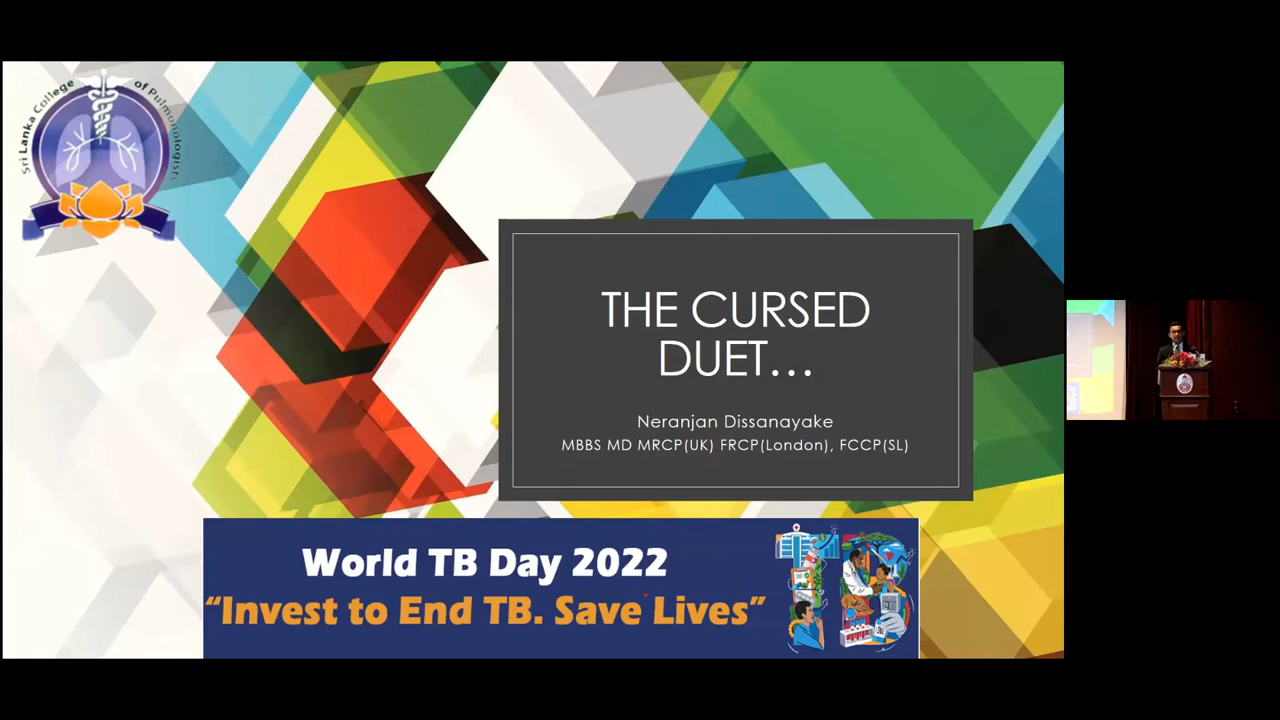 Sri Lanka College of Pulmonologists
THE CURSED
DUET...
Neranjan Dissanayake
MBBS MD MRCP(UK) FRCP(London), FCCP(SL)
World TB Day 2022
“Invest to End TB. Save Lives”
TB